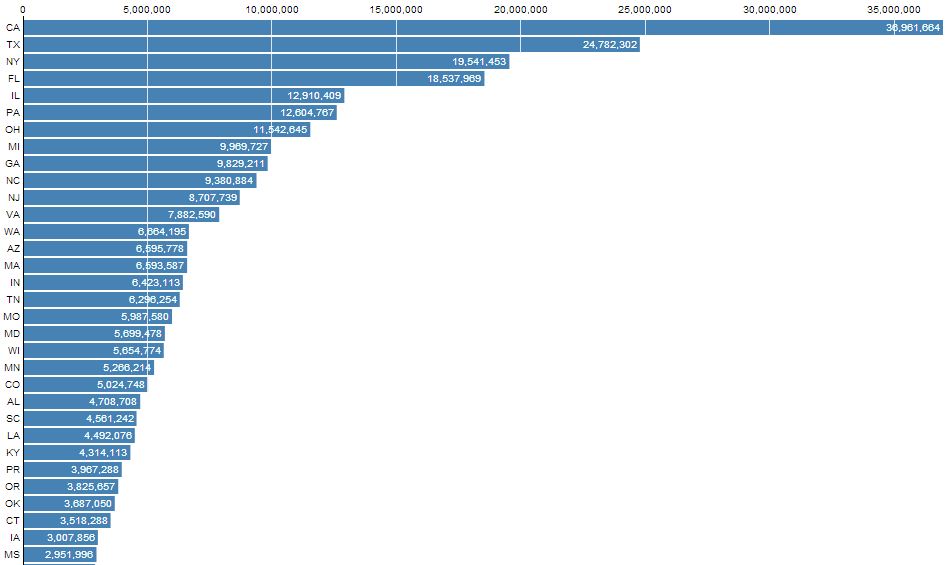 0 5,000,000 10,000,000 15,000,000 20,000,000 25,000,000 30,000,000 35,000,000
CA 36,961,664
TX 24,782,302
NY 19,541,453
FL 18,537,969
IL 12,910,409
PA 12,604,767
OH 11,542,645
MI 9,969,727
GA 9,829,211
NC 9,380,884
NJ 8,707,739
VA 7,882,590
WA 6,664,195
AZ 6,595,778
MA 6,593,587
IN 6,423,113
TN 6,296,254
MO 5,987,580
MD 5,699,478
WI 5,654,774
MN 5,266,214
CO 5,024,748
AL 4,708,708
SC 4,561,242
LA 4,492,076
KY 4,314,113
PR 3,967,288
OR 3,825,657
OK 3,687,050
CT 3,518,288
IA 3,007,856
MS 2,951,996